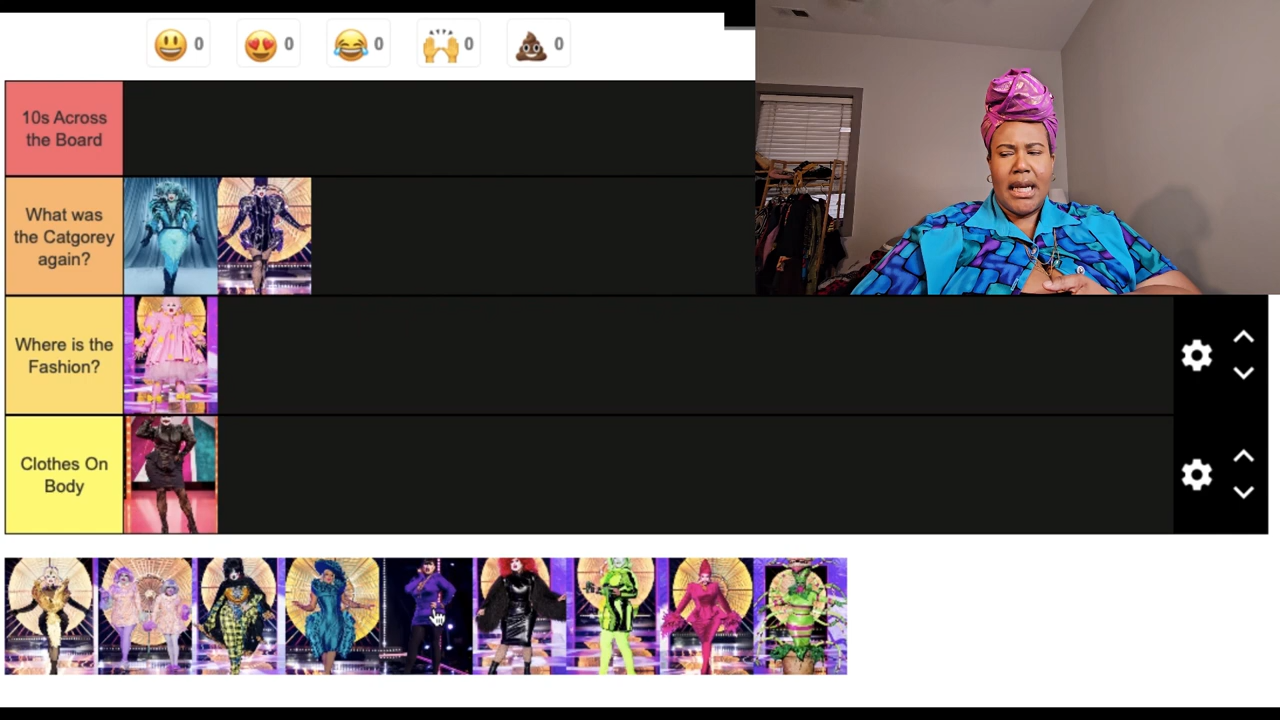 0
0
0
0
0
10s Across
the Board
What was
the Catgorey
again?
Where is the
Fashion?
Clothes On
Body